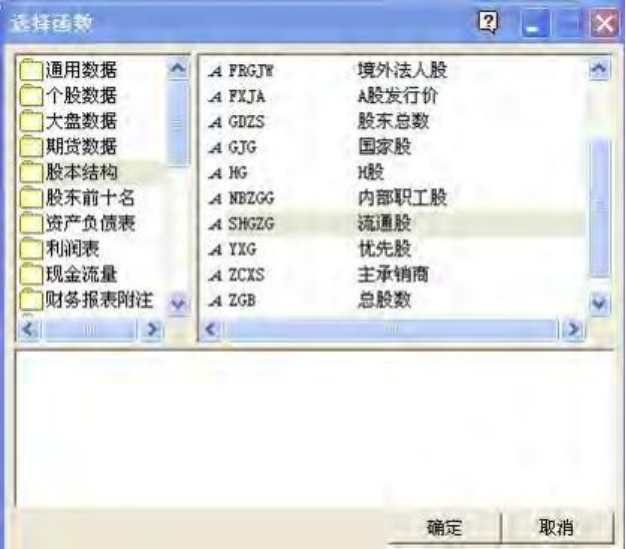 选择函数
通用数据
个股数据
大盘数据
期货数据
股本结构
股东前十名
资产负债表
利润表
现金流量
财务报表附注
A FRGJW 境外法人股
A FXJA A股发行价
A GDZS 股东总数
A GJG 国家股
A HG H股
A NBZGG 内部职工股
A SHGZG 流通股
A YXG 优先股
A ZCXS 主承销商
A ZGB 总股数
确定 取消